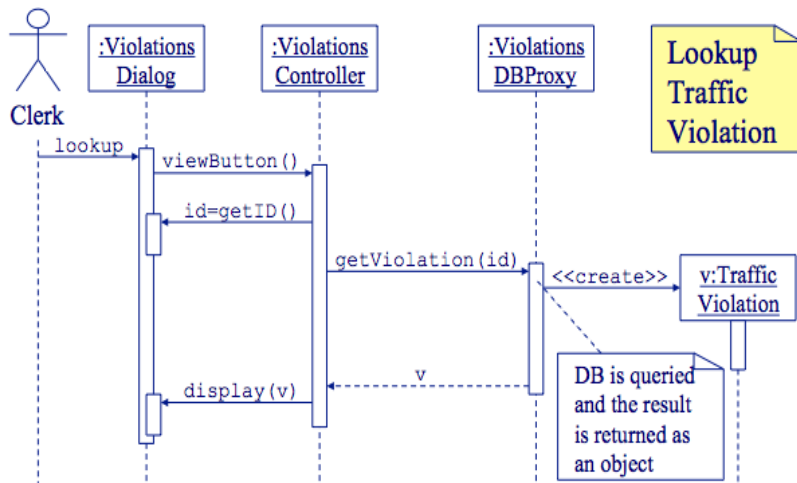 :Violations
Dialog
:Violations
Controller
:Violations
DBProxy
Lookup
Traffic
Violation
Clerk
lookup
viewButton()
id=getID()
getViolation(id)
<<create>>
v:Traffic
Violation
v
display(v)
DB is queried
and the result
is returned as
an object